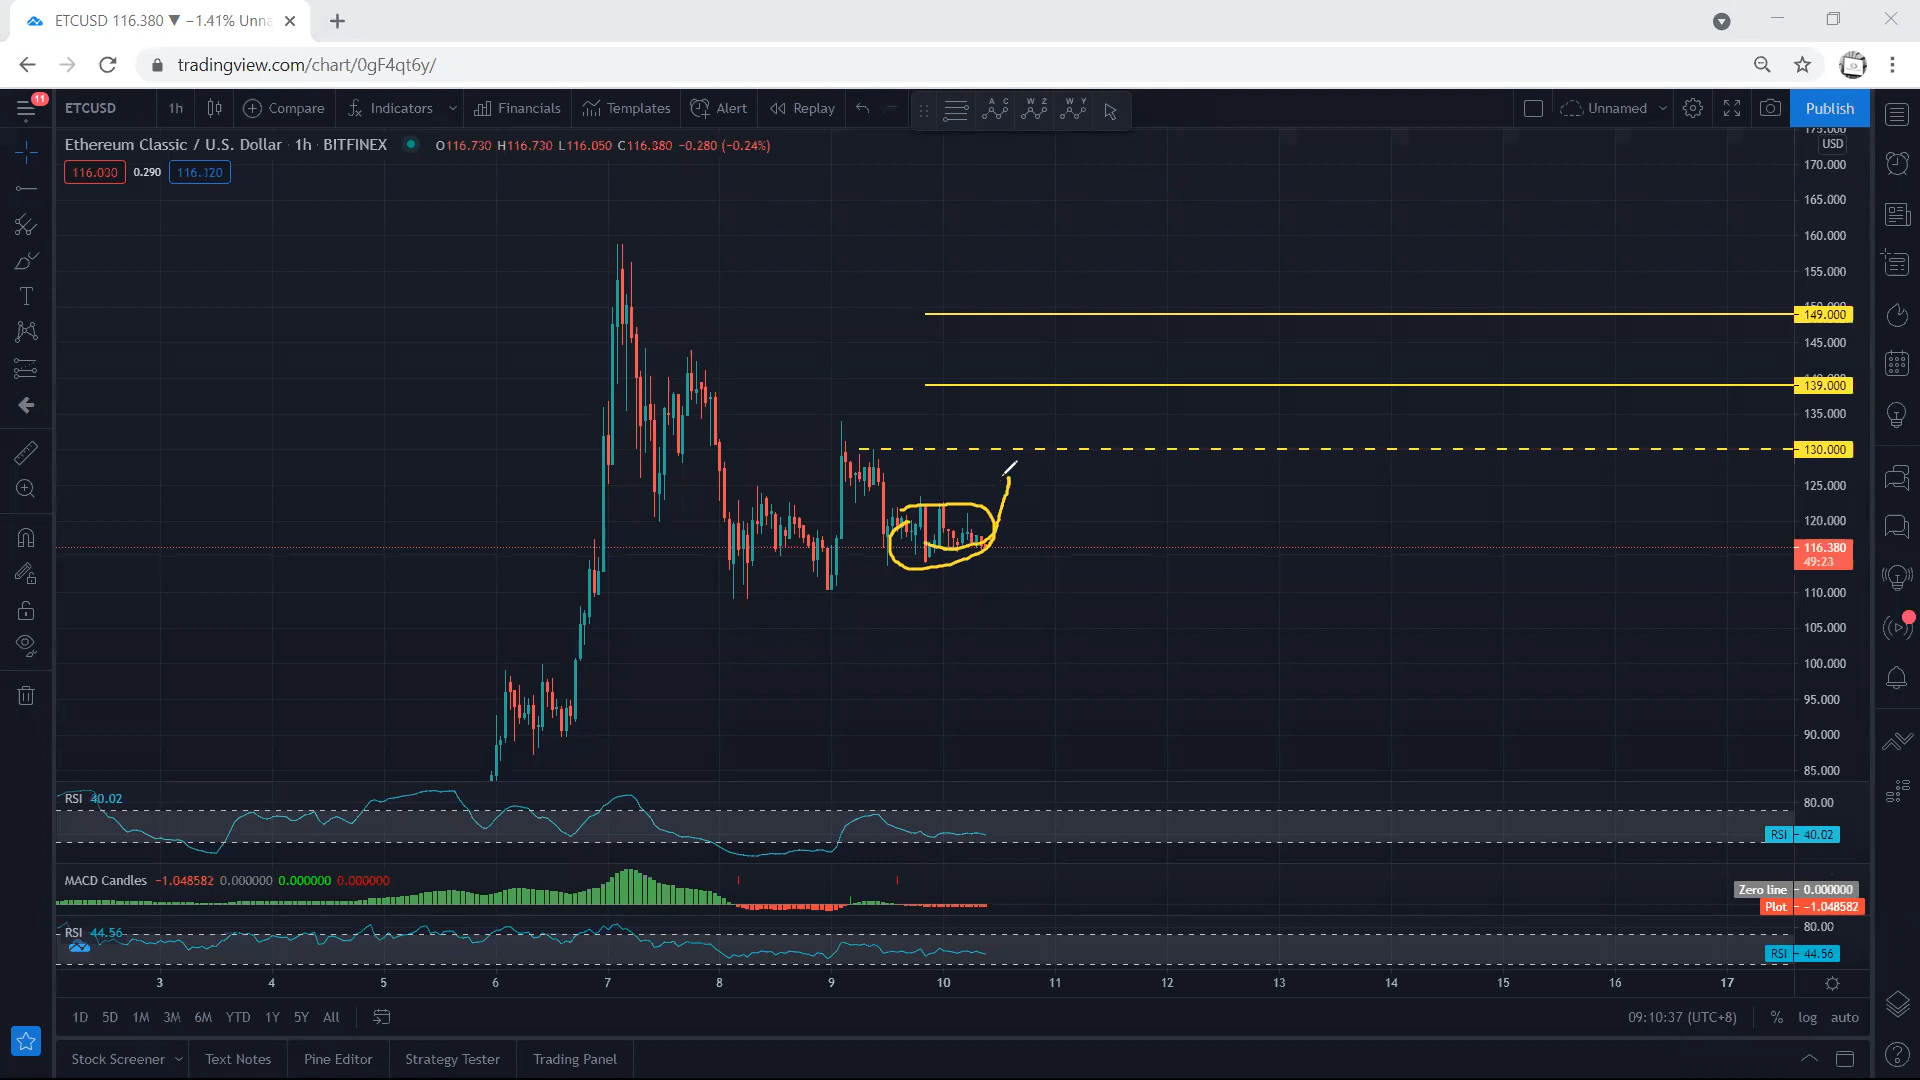 ETCUSD 116.380 ▼ −1.41% Unna
tradingview.com/chart/0gF4qt6y/
11
ETCUSD 1h Compare Indicators Financials Templates Alert Replay Unnamed Publish
Ethereum Classic / U.S. Dollar · 1h · BITFINEX O116.730 H116.730 L116.050 C116.380 −0.280 (−0.24%)
116.030 0.290 116.320
175.000
USD
170.000
165.000
160.000
155.000
150.000
149.000
145.000
139.000
135.000
130.000
125.000
120.000
116.380
49:23
110.000
105.000
100.000
95.000
90.000
85.000
RSI 40.02
80.00
RSI 40.02
MACD Candles −1.048582 0.000000 0.000000 0.000000
Zero line 0.000000
Plot −1.048582
RSI 44.56
80.00
RSI 44.56
3 4 5 6 7 8 9 10 11 12 13 14 15 16 17
1D 5D 1M 3M 6M YTD 1Y 5Y All 09:10:37 (UTC+8) % log auto
Stock Screener Text Notes Pine Editor Strategy Tester Trading Panel